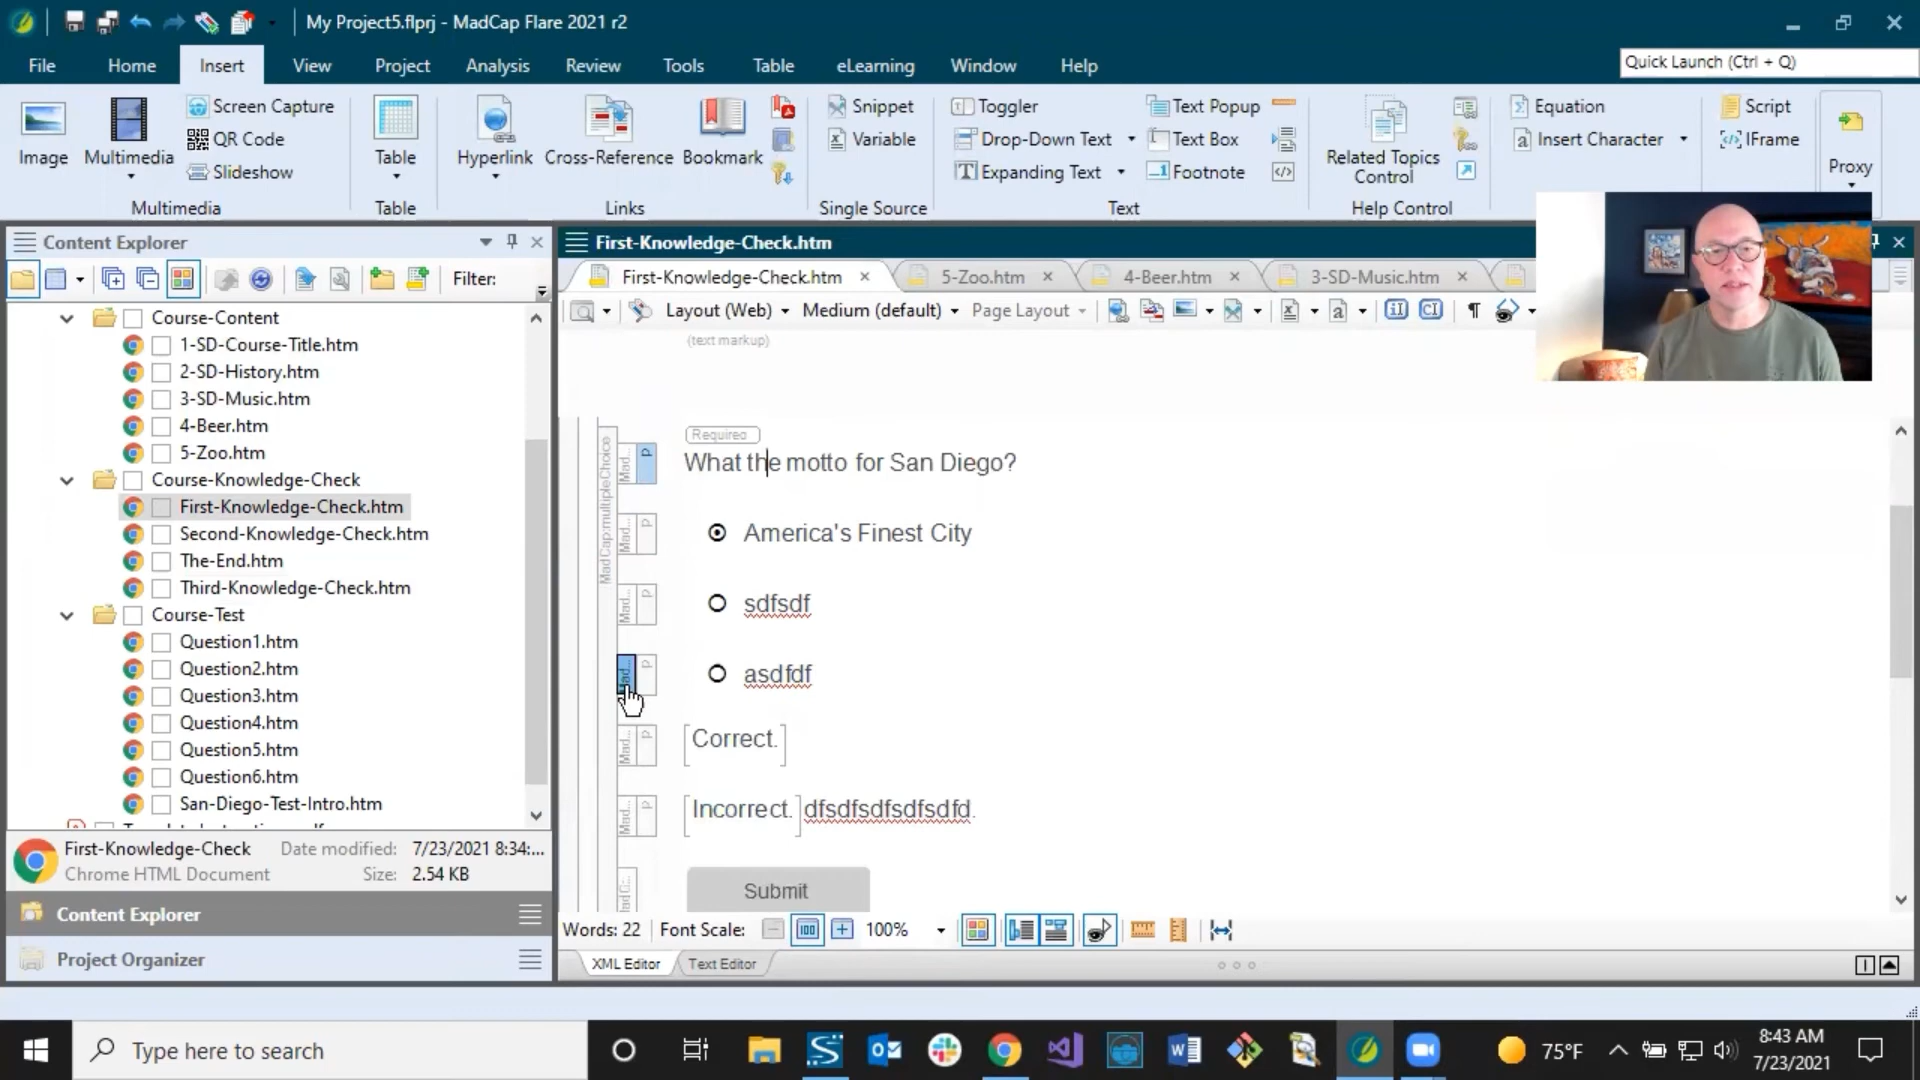 My Project5.flprj - MadCap Flare 2021 r2
File Home Insert View Project Analysis Review Tools Table eLearning Window Help
Quick Launch (Ctrl + Q)
Image
Multimedia
Screen Capture
QR Code
Slideshow
Multimedia
Table
Table
Hyperlink
Cross-Reference
Bookmark
Links
Snippet
Variable
Single Source
Toggler
Drop-Down Text
Expanding Text
Text Popup
Text Box
Footnote
Text
Related Topics
Control
Help Control
Equation
Insert Character
Script
IFrame
Proxy
Content Explorer
Filter:
Course-Content
1-SD-Course-Title.htm
2-SD-History.htm
3-SD-Music.htm
4-Beer.htm
5-Zoo.htm
Course-Knowledge-Check
First-Knowledge-Check.htm
Second-Knowledge-Check.htm
The-End.htm
Third-Knowledge-Check.htm
Course-Test
Question1.htm
Question2.htm
Question3.htm
Question4.htm
Question5.htm
Question6.htm
San-Diego-Test-Intro.htm
First-Knowledge-Check Date modified: 7/23/2021 8:34:...
Chrome HTML Document Size: 2.54 KB
Content Explorer
Project Organizer
First-Knowledge-Check.htm
First-Knowledge-Check.htm 5-Zoo.htm 4-Beer.htm 3-SD-Music.htm
Layout (Web) Medium (default) Page Layout
(text markup)
MadCap:multipleChoice
Required
What the motto for San Diego?
America's Finest City
sdfsdf
asdfdf
[Correct.]
[Incorrect.]dfsdfsdfsdfsdfd.
Submit
Words: 22 Font Scale: 100%
XML Editor Text Editor
Type here to search
75°F
8:43 AM
7/23/2021